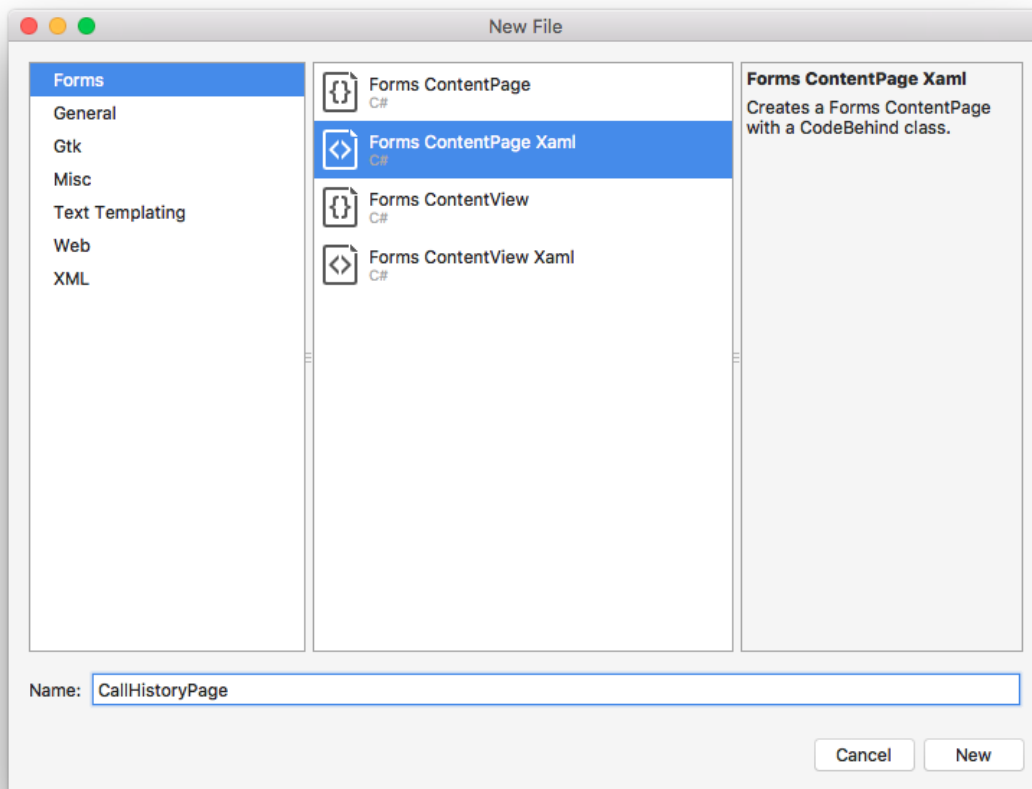 New File
Forms
General
Gtk
Misc
Text Templating
Web
XML
Forms ContentPage
C#
Forms ContentPage Xaml
C#
Forms ContentView
C#
Forms ContentView Xaml
C#
Forms ContentPage Xaml
Creates a Forms ContentPage
with a CodeBehind class.
Name: CallHistoryPage
Cancel New